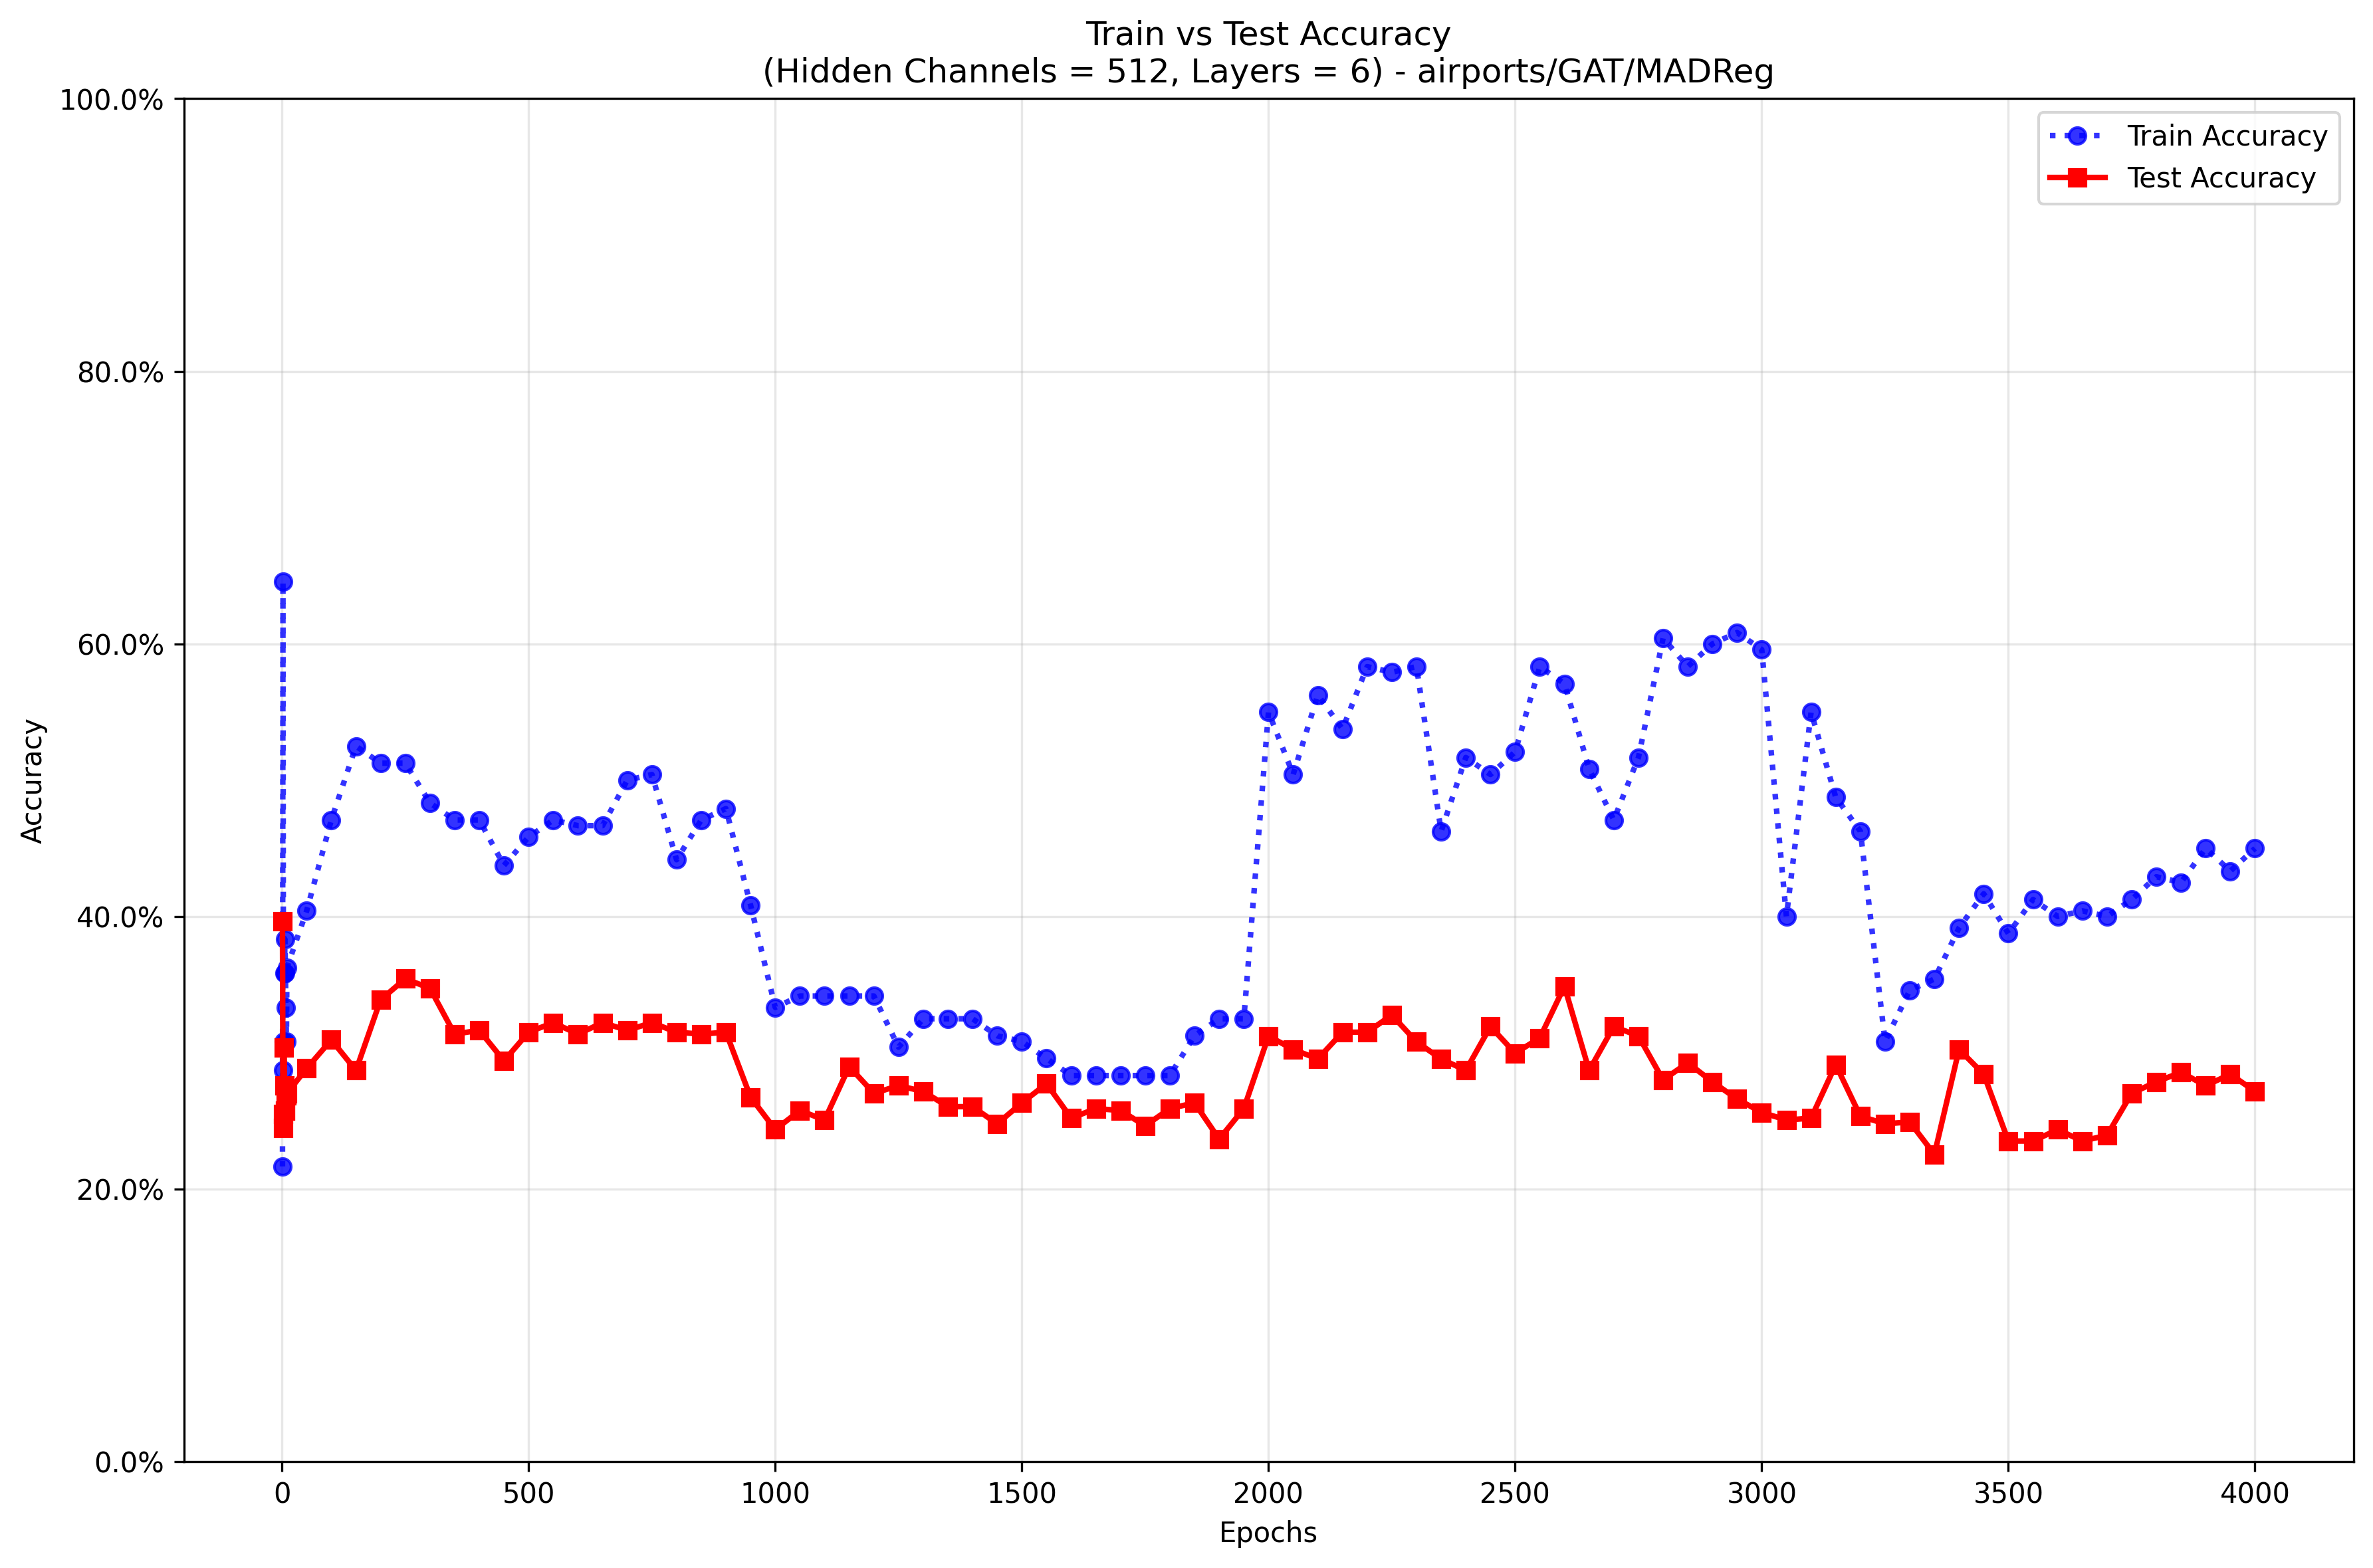 Train vs Test Accuracy
(Hidden Channels = 512, Layers = 6) - airports/GAT/MADReg
100.0%
80.0%
60.0%
40.0%
20.0%
0.0%
Accuracy
Train Accuracy
Test Accuracy
0 500 1000 1500 2000 2500 3000 3500 4000
Epochs